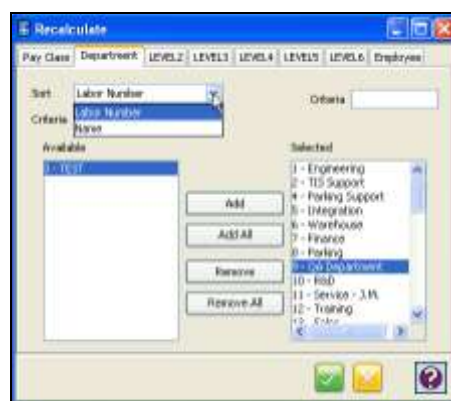 Recalculate
Pay Class Department LEVEL2 LEVEL3 LEVEL4 LEVEL5 LEVEL6 Employee
Sort Labor Number Criteria
Labor Number
Criteria Name
Available Selected
1 - TEST
1 - Engineering
2 - TIS Support
4 - Parking Support
5 - Integration
6 - Warehouse
7 - Finance
8 - Parking
9 - QA Department
10 - R&D
11 - Service - J.M.
12 - Training
Add
Add All
Remove
Remove All